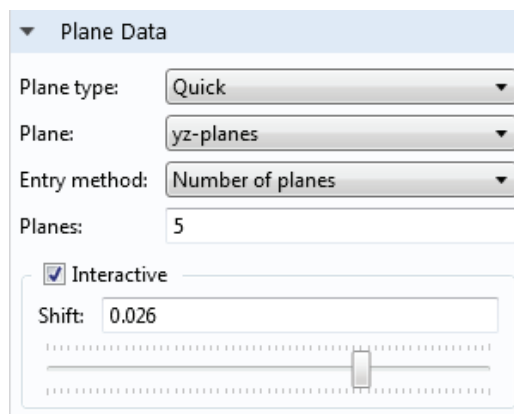 Plane Data
Plane type: Quick
Plane: yz-planes
Entry method: Number of planes
Planes: 5
Interactive
Shift: 0.026